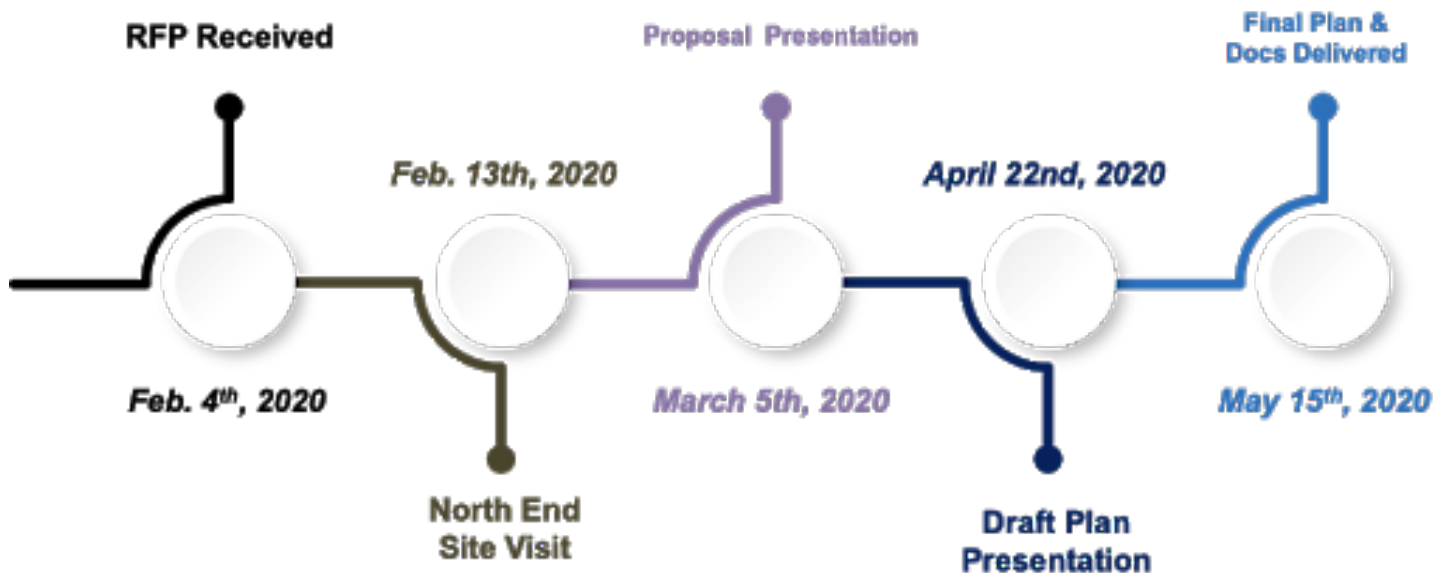 RFP Received
Feb. 4th, 2020
Feb. 13th, 2020
North End
Site Visit
Proposal Presentation
March 5th, 2020
April 22nd, 2020
Draft Plan
Presentation
Final Plan &
Docs Delivered
May 15th, 2020